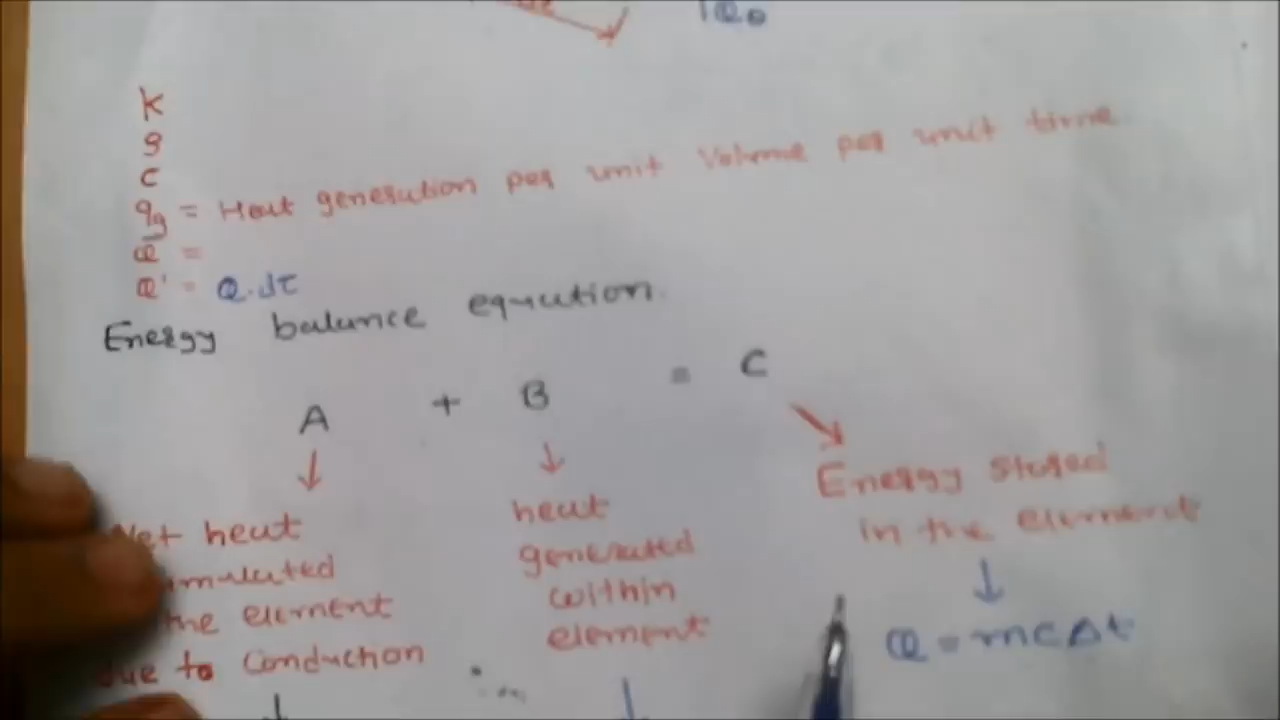 K
g
C
qg = Heat generation per unit volume per unit time
Q =
Q' = Q.dτ
Energy balance equation.
A + B = C
Net heat
the element
due to conduction
heat
generated
within
element
Energy stored
in the element
Q = mcΔt